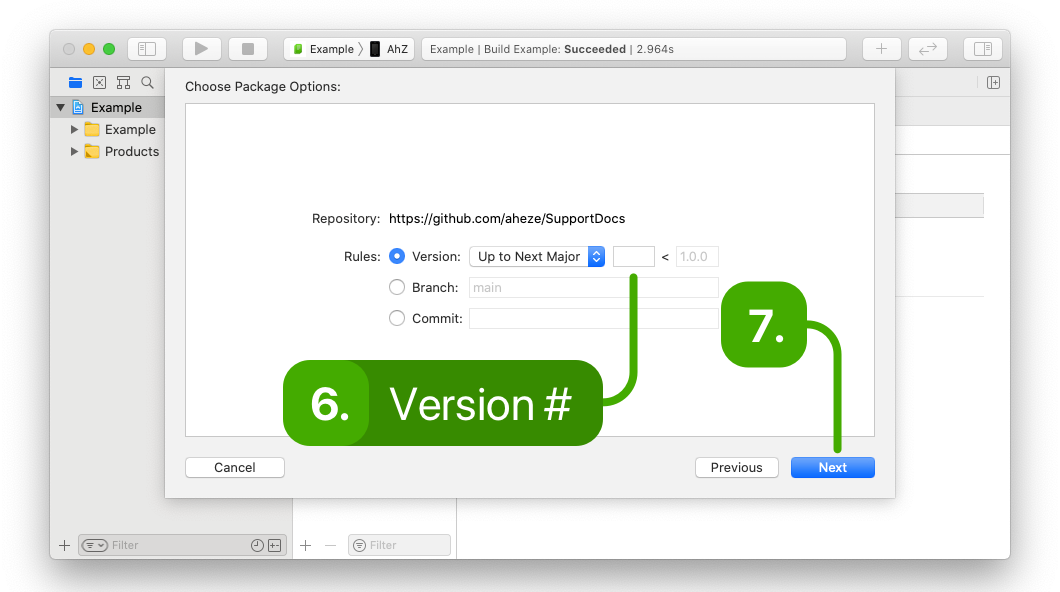 Example 〉 AhZ
Example | Build Example: Succeeded | 2.964s
Choose Package Options:
Example
Example
Products
Repository: https://github.com/aheze/SupportDocs
Rules: Version: Up to Next Major < 1.0.0
Branch: main
Commit:
7.
6. Version #
Cancel Previous Next
Filter
Filter